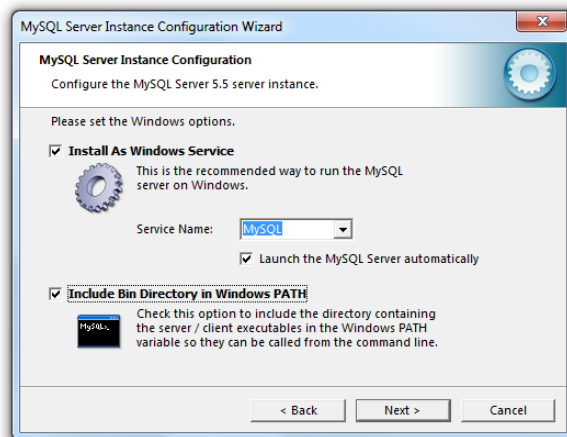 MySQL Server Instance Configuration Wizard
MySQL Server Instance Configuration
Configure the MySQL Server 5.5 server instance.
Please set the Windows options.
Install As Windows Service
This is the recommended way to run the MySQL
server on Windows.
Service Name:
MySQL
Launch the MySQL Server automatically
Include Bin Directory in Windows PATH
MySQL>_
Check this option to include the directory containing
the server / client executables in the Windows PATH
variable so they can be called from the command line.
< Back
Next >
Cancel